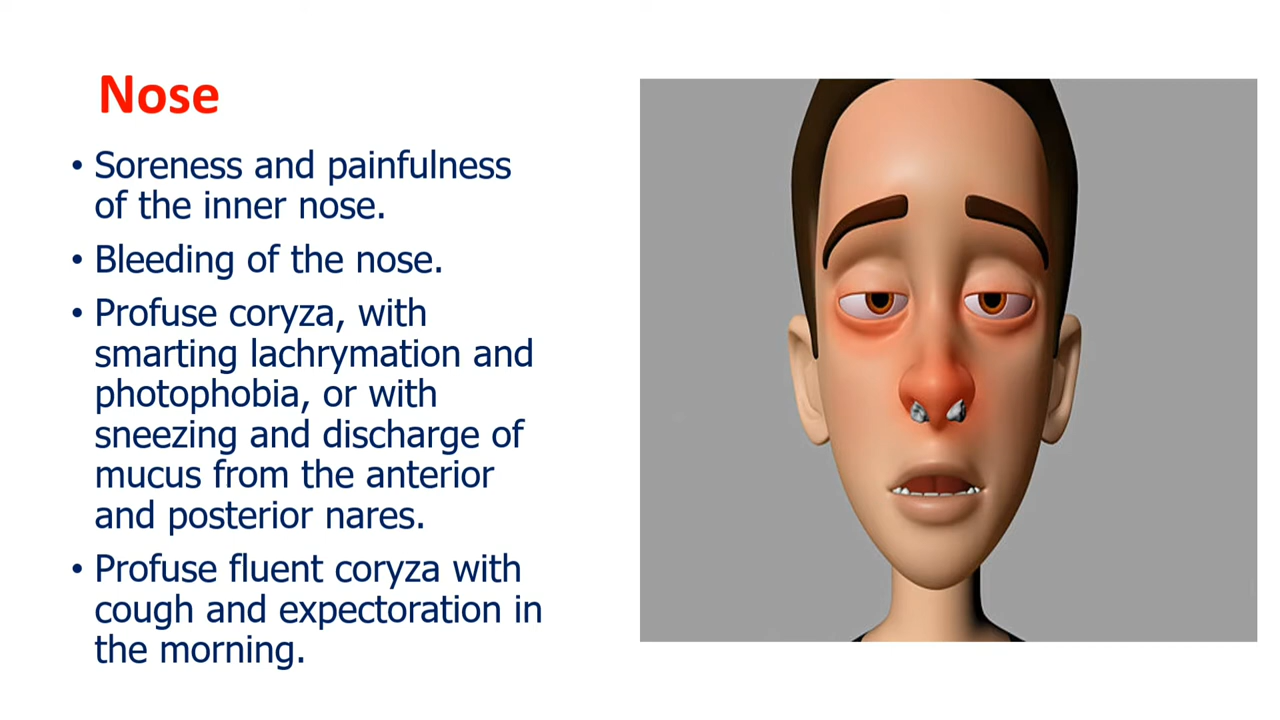 Nose
• Soreness and painfulness
of the inner nose.
• Bleeding of the nose.
• Profuse coryza, with
smarting lachrymation and
photophobia, or with
sneezing and discharge of
mucus from the anterior
and posterior nares.
• Profuse fluent coryza with
cough and expectoration in
the morning.